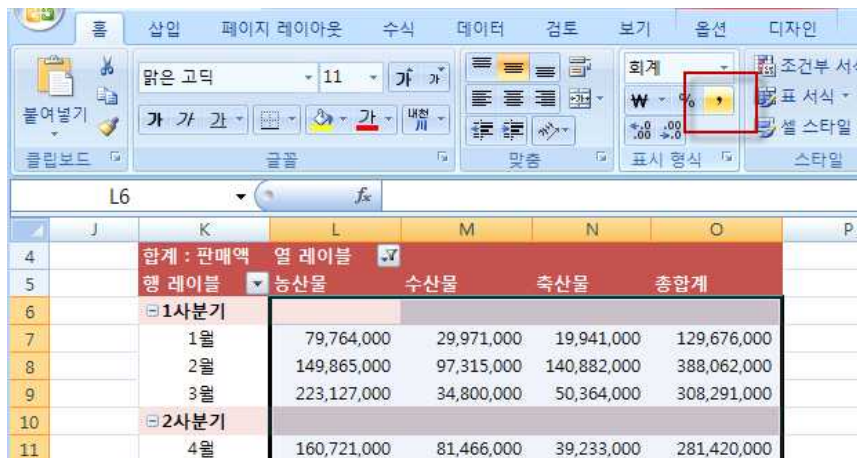 홈 삽입 페이지 레이아웃 수식 데이터 검토 보기 옵션 디자인
붙여넣기 맑은 고딕 11 가 가 회계 조건부 서식
가 가 가 가 내천 川 ₩ % , 표 서식
.0 .00 .00 .0 셀 스타일
클립보드 글꼴 맞춤 표시 형식 스타일
L6 fx
J K L M N O P
4 합계 : 판매액 열 레이블
5 행 레이블 농산물 수산물 축산물 총합계
6 1사분기
7 1월 79,764,000 29,971,000 19,941,000 129,676,000
8 2월 149,865,000 97,315,000 140,882,000 388,062,000
9 3월 223,127,000 34,800,000 50,364,000 308,291,000
10 2사분기
11 4월 160,721,000 81,466,000 39,233,000 281,420,000